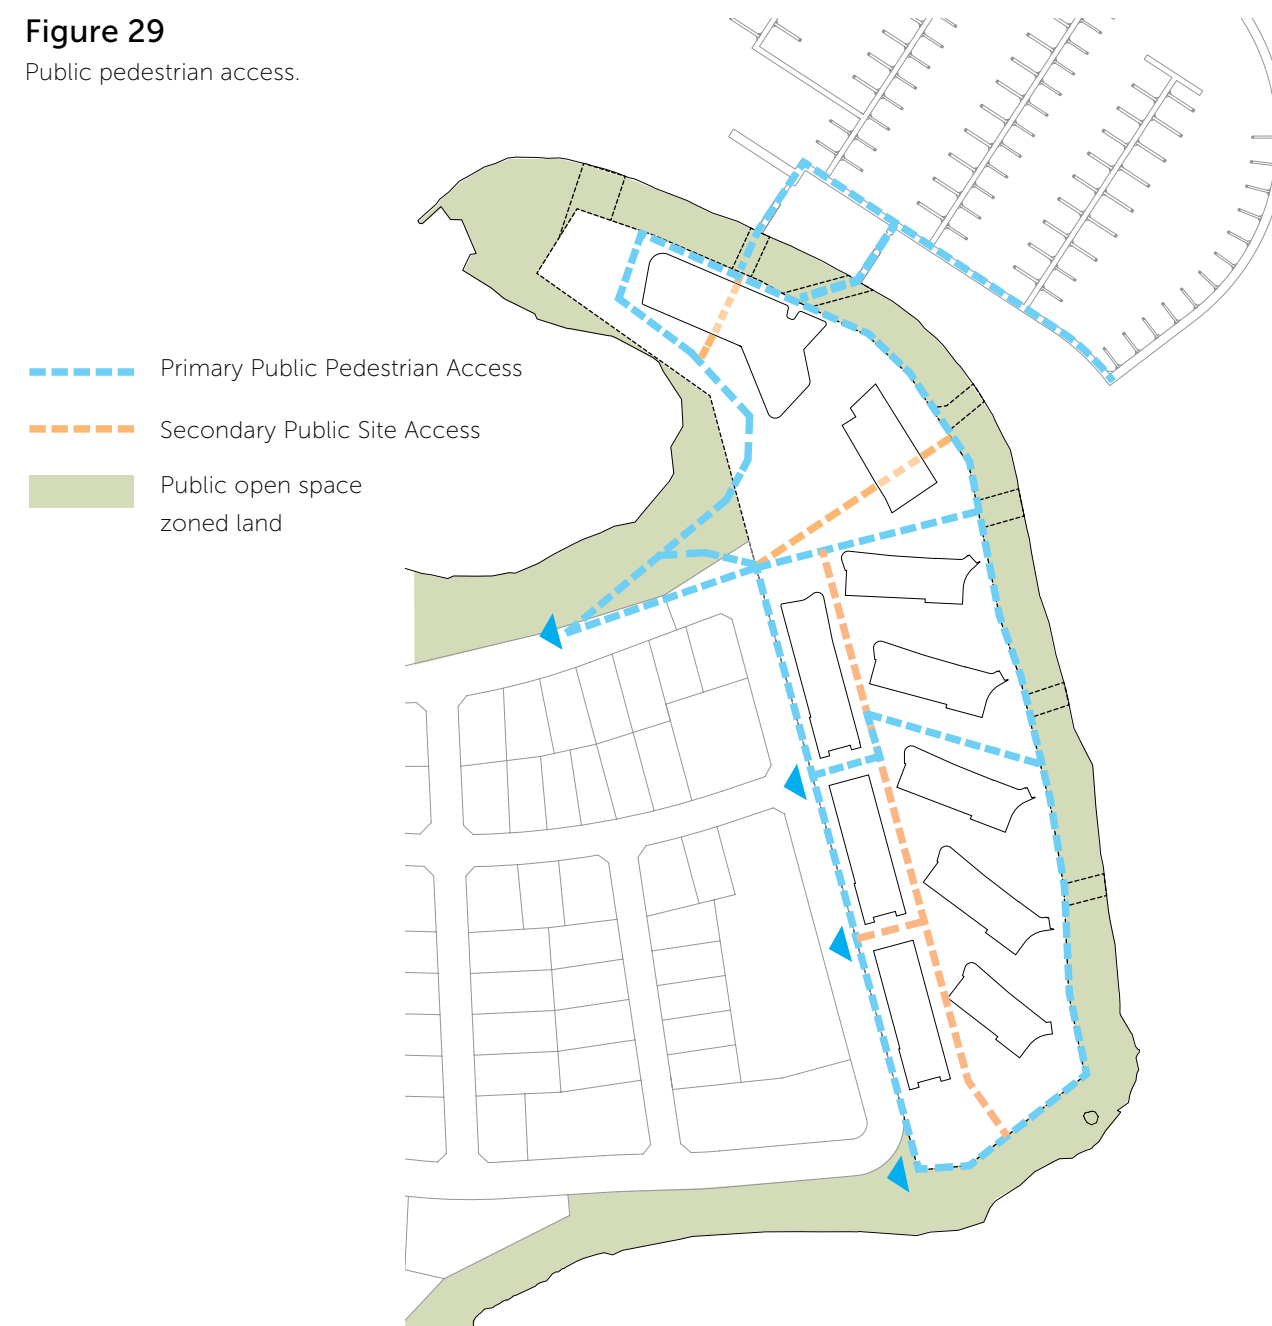 Figure 29
Public pedestrian access.
Primary Public Pedestrian Access
Secondary Public Site Access
Public open space
zoned land